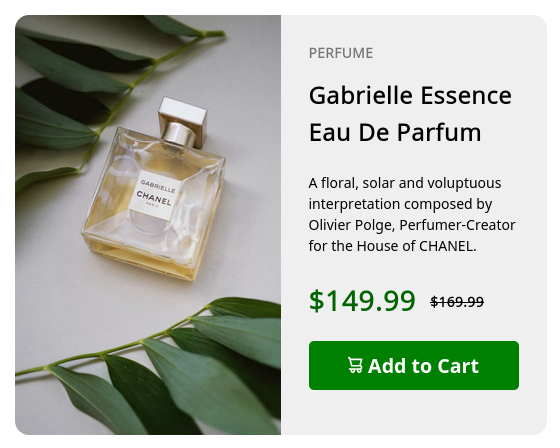 PERFUME
Gabrielle Essence
Eau De Parfum
A floral, solar and voluptuous
interpretation composed by
Olivier Polge, Perfumer-Creator
for the House of CHANEL.
$149.99 $169.99
Add to Cart
GABRIELLE
CHANEL
PARIS